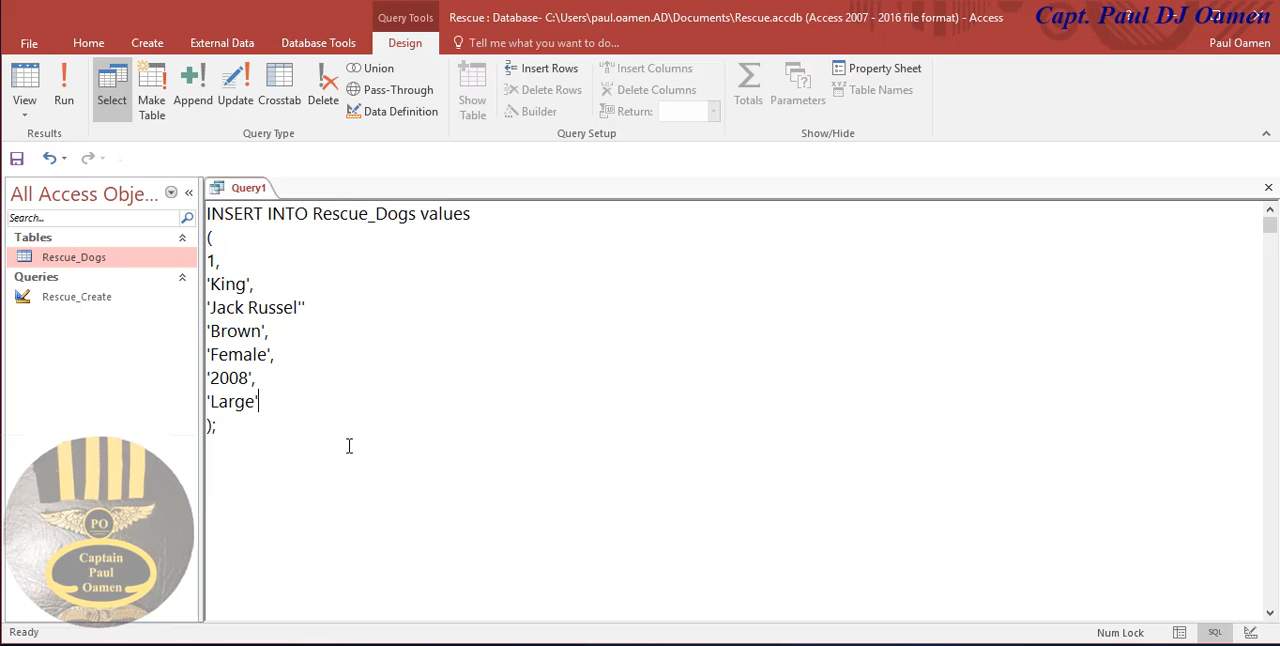 Query Tools
Rescue : Database- C:\Users\paul.oamen.AD\Documents\Rescue.accdb (Access 2007 - 2016 file format) - Access
Capt. Paul DJ Oamen
File Home Create External Data Database Tools Design Tell me what you want to do... Paul Oamen
View Run Select Make Table Append Update Crosstab Delete
Union
Pass-Through
Data Definition
Show Table
Insert Rows
Delete Rows
Builder
Insert Columns
Delete Columns
Return:
Totals Parameters
Property Sheet
Table Names
Results Query Type Query Setup Show/Hide
All Access Obje...
Search...
Tables
Rescue_Dogs
Queries
Rescue_Create
Query1
INSERT INTO Rescue_Dogs values
(
1,
'King',
'Jack Russel''
'Brown',
'Female',
'2008',
'Large'
);
PO
Captain
Paul
Oamen
Ready Num Lock SQL